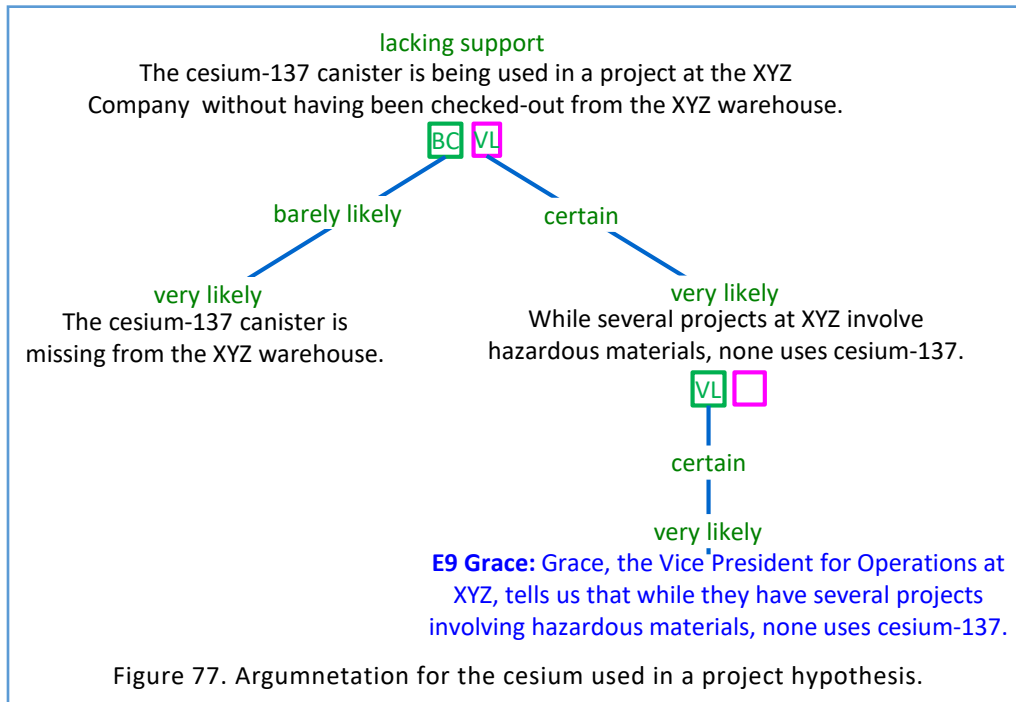 lacking support
The cesium-137 canister is being used in a project at the XYZ
Company without having been checked-out from the XYZ warehouse.
BC VL
barely likely
certain
very likely
The cesium-137 canister is
missing from the XYZ warehouse.
very likely
While several projects at XYZ involve
hazardous materials, none uses cesium-137.
VL
certain
very likely
E9 Grace: Grace, the Vice President for Operations at
XYZ, tells us that while they have several projects
involving hazardous materials, none uses cesium-137.
Figure 77. Argumnetation for the cesium used in a project hypothesis.